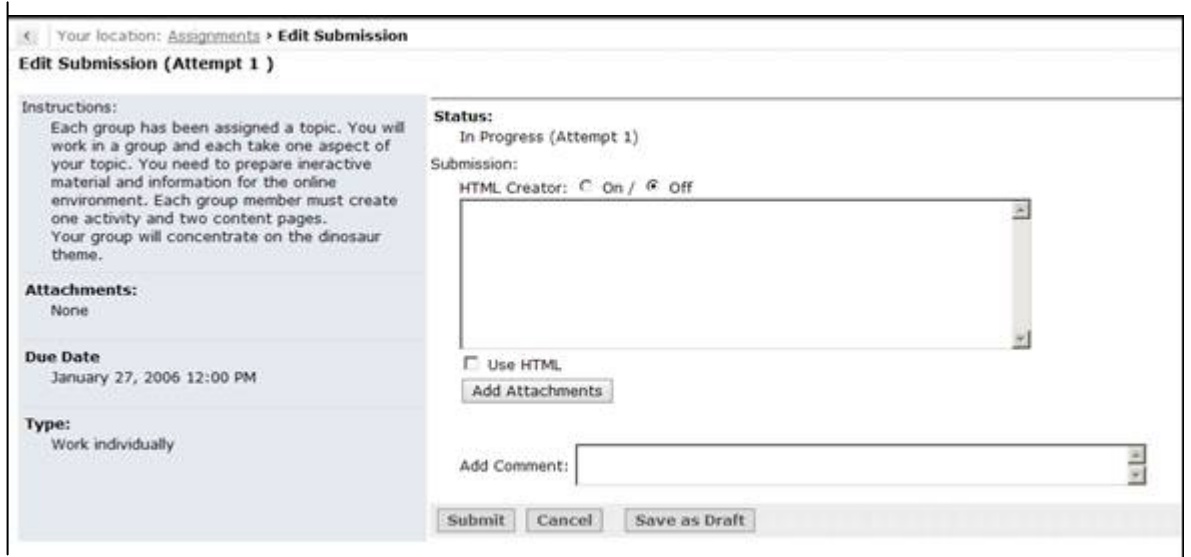 Your location: Assignments › Edit Submission
Edit Submission (Attempt 1 )
Instructions:
Each group has been assigned a topic. You will
work in a group and each take one aspect of
your topic. You need to prepare ineractive
material and information for the online
environment. Each group member must create
one activity and two content pages.
Your group will concentrate on the dinosaur
theme.
Attachments:
None
Due Date
January 27, 2006 12:00 PM
Type:
Work individually
Status:
In Progress (Attempt 1)
Submission:
HTML Creator: On / Off
Use HTML
Add Attachments
Add Comment:
Submit Cancel Save as Draft